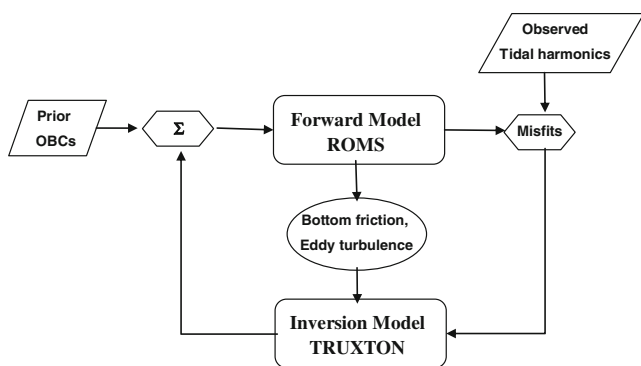 Observed
Tidal harmonics
Prior
OBCs
Σ
Forward Model
ROMS
Misfits
Bottom friction,
Eddy turbulence
Inversion Model
TRUXTON